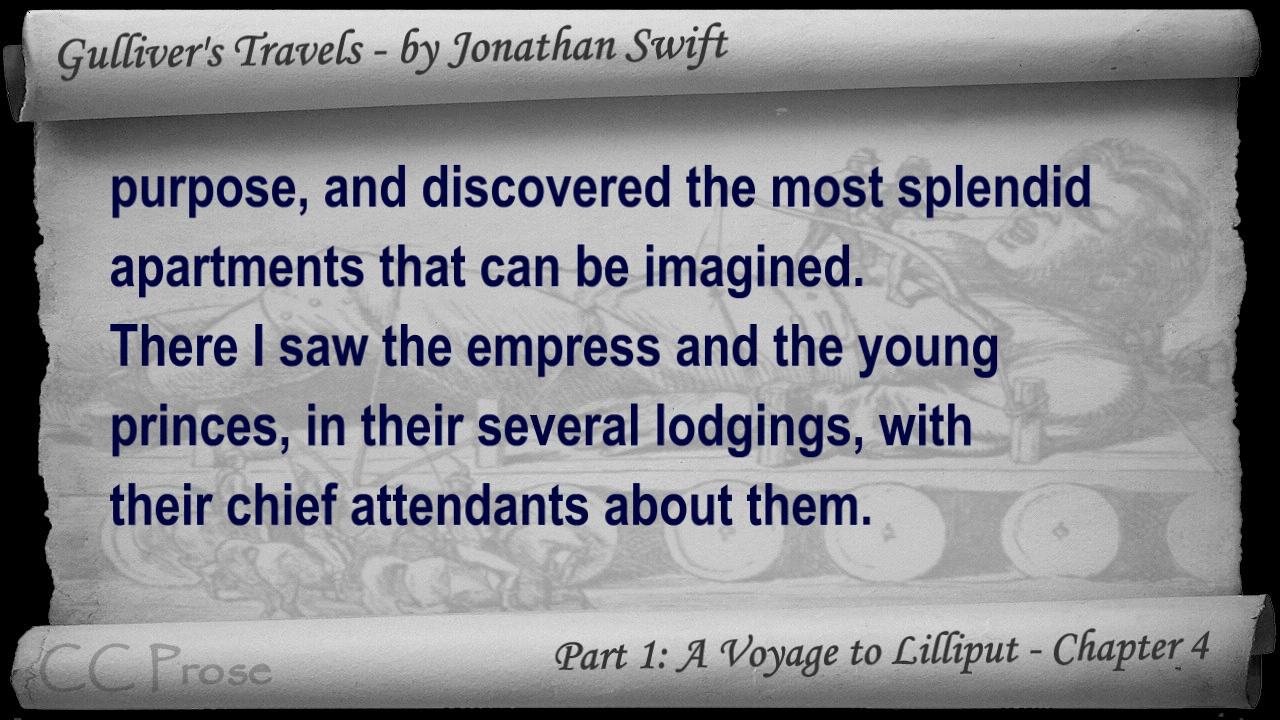 Gulliver's Travels - by Jonathan Swift
purpose, and discovered the most splendid
apartments that can be imagined.
There I saw the empress and the young
princes, in their several lodgings, with
their chief attendants about them.
CC Prose
Part 1: A Voyage to Lilliput - Chapter 4